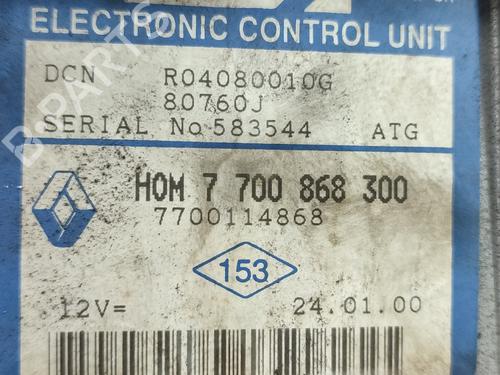 ELECTRONIC CONTROL UNIT
DCN R04080010G
80760J
SERIAL No 583544 ATG
HOM 7 700 868 300
7700114868
153
12V= 24.01.00